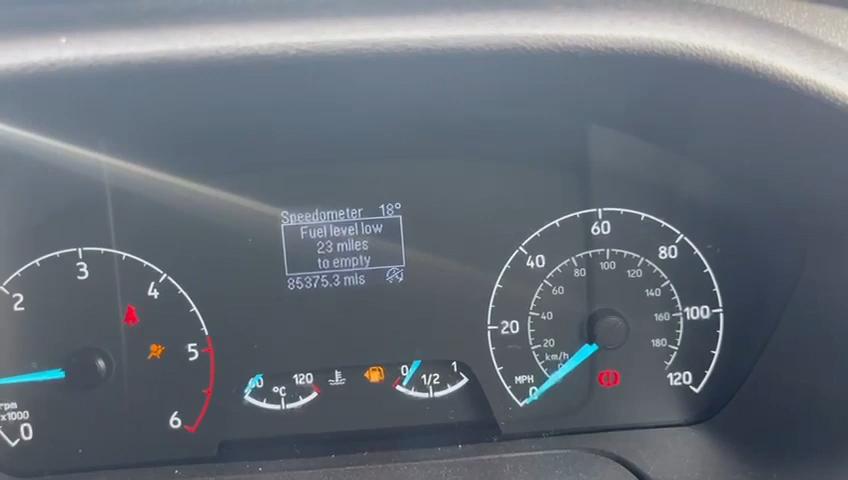 Speedometer 18°
Fuel level low
23 miles
to empty
85375.3 mls
2
3
4
5
6
rpm
x1000
0
60
120
°C
0
1/2
1
0
20
40
60
80
100
120
MPH
km/h
20
40
60
80
100
120
140
160
180